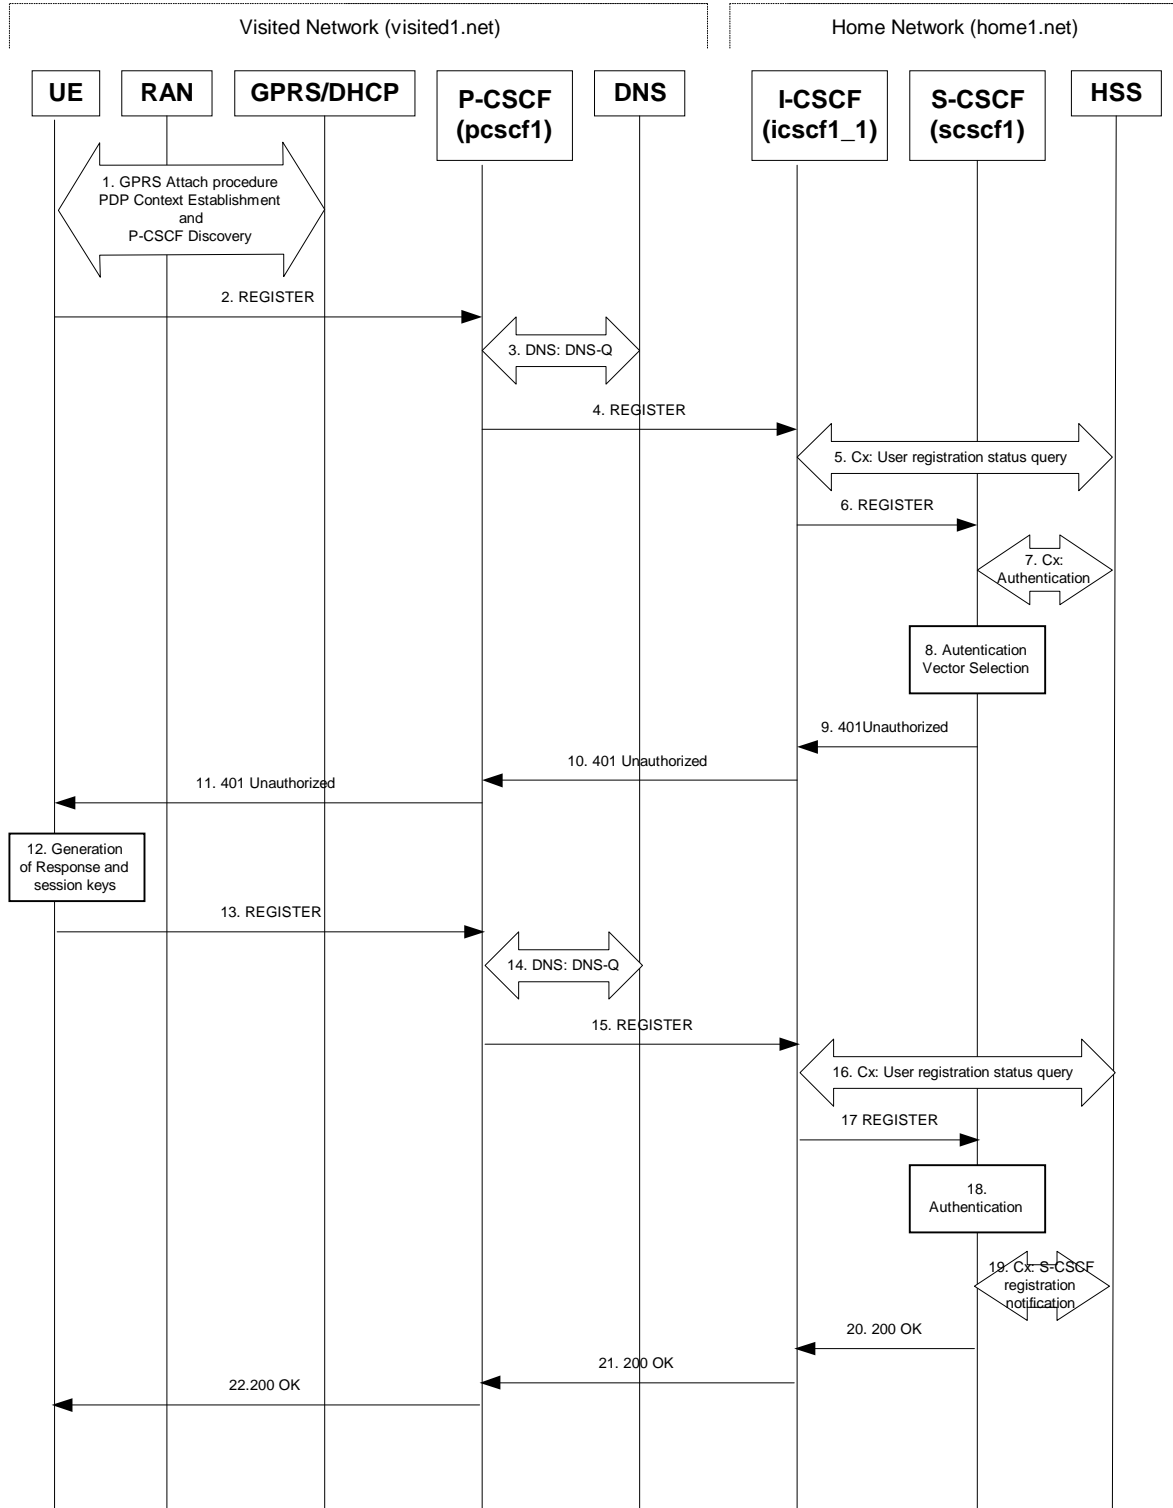 Visited Network (visited1.net)
Home Network (home1.net)
UE
RAN
GPRS/DHCP
P-CSCF
(pcscf1)
DNS
I-CSCF
(icscf1_1)
S-CSCF
(scscf1)
HSS
1. GPRS Attach procedure
PDP Context Establishment
and
P-CSCF Discovery
2. REGISTER
3. DNS: DNS-Q
4. REGISTER
5. Cx: User registration status query
6. REGISTER
7. Cx:
Authentication
8. Autentication
Vector Selection
9. 401Unauthorized
10. 401 Unauthorized
11. 401 Unauthorized
12. Generation
of Response and
session keys
13. REGISTER
14. DNS: DNS-Q
15. REGISTER
16. Cx: User registration status query
17 REGISTER
18.
Authentication
19. Cx: S-CSCF
registration
notification
20. 200 OK
21. 200 OK
22.200 OK